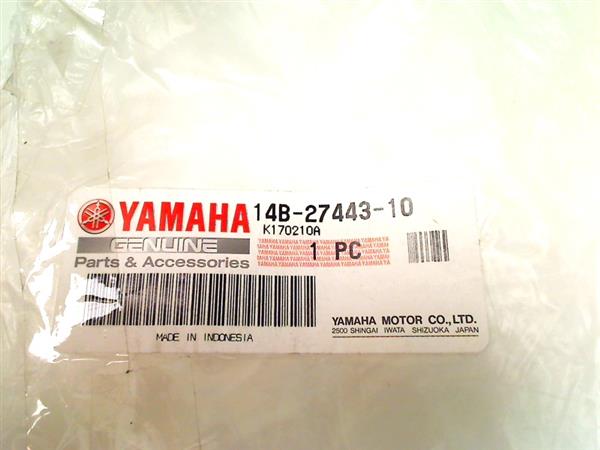 YAMAHA 14B-27443-10
GENUINE K170210A
Parts & Accessories 1 PC
MADE IN INDONESIA
YAMAHA MOTOR CO.,LTD.
2500 SHINGAI IWATA SHIZUOKA JAPAN